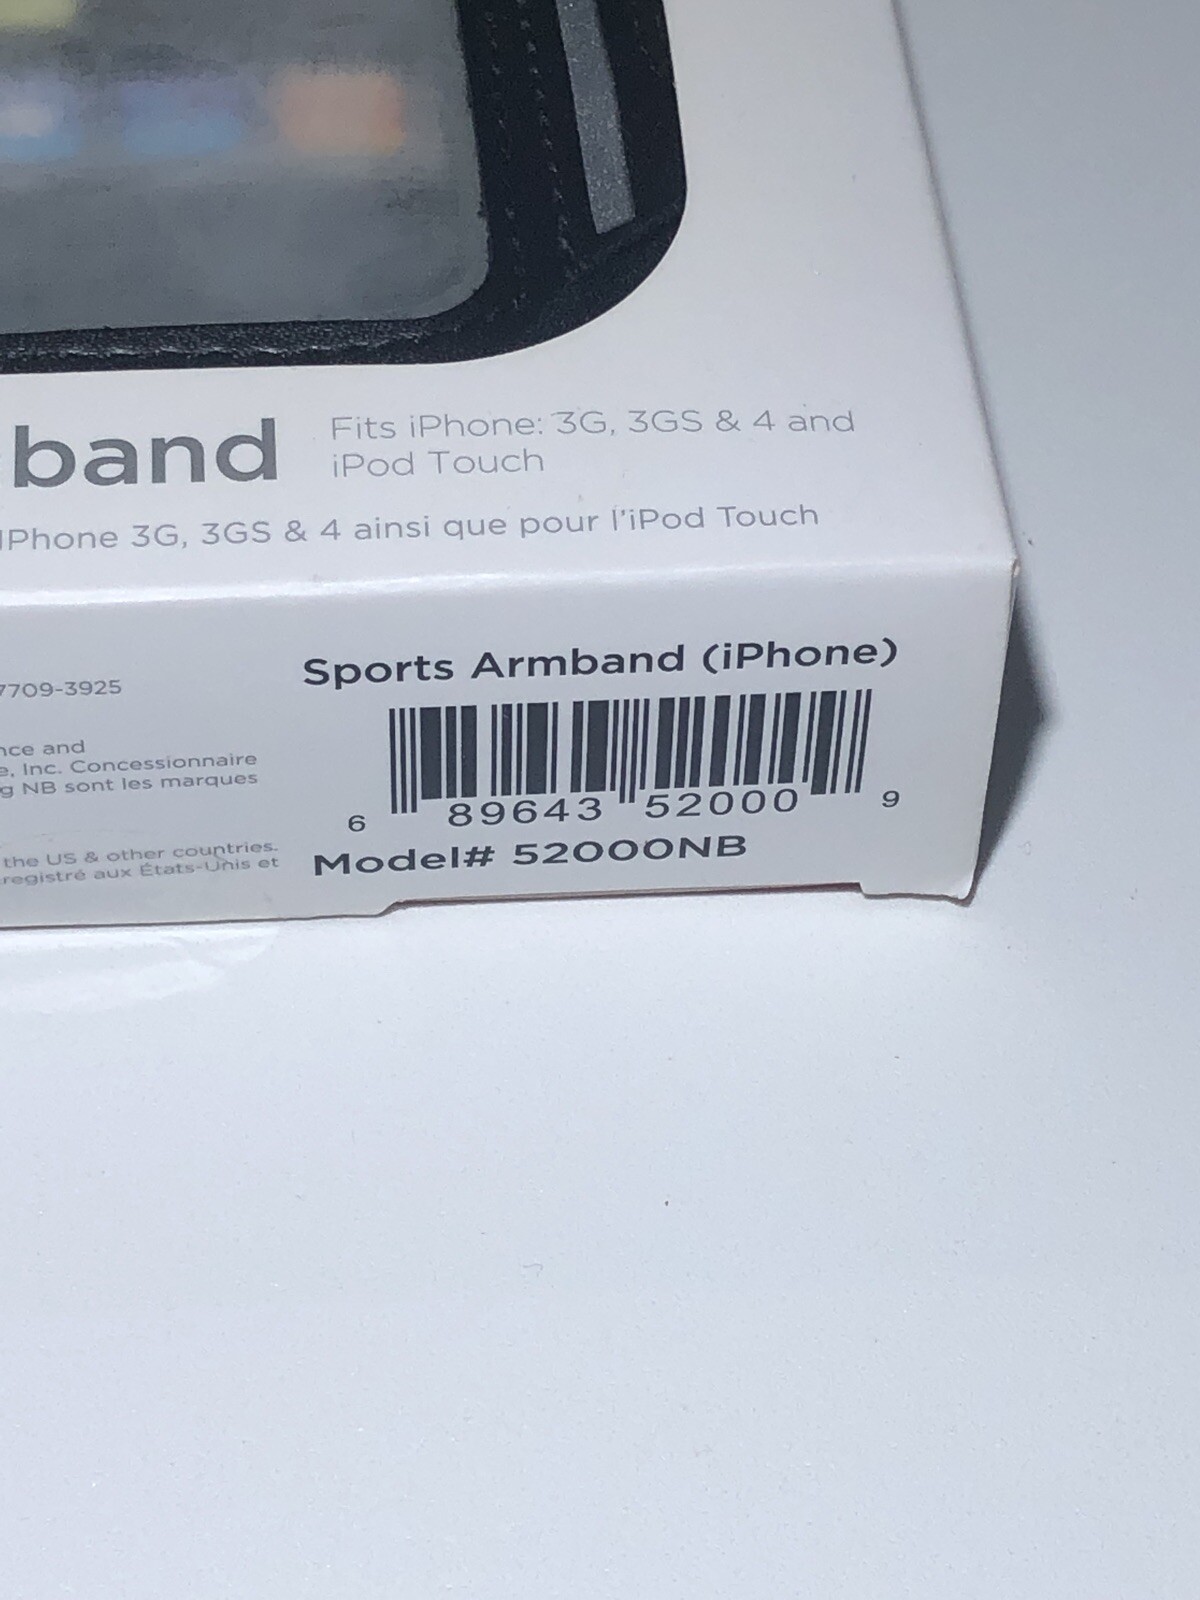 band
Fits iPhone: 3G, 3GS & 4 and
iPod Touch
iPhone 3G, 3GS & 4 ainsi que pour l'iPod Touch
Sports Armband (iPhone)
7709-3925
nce and
e, Inc. Concessionnaire
g NB sont les marques
6 89643 52000 9
the US & other countries.
registré aux États-Unis et
Model# 52000NB